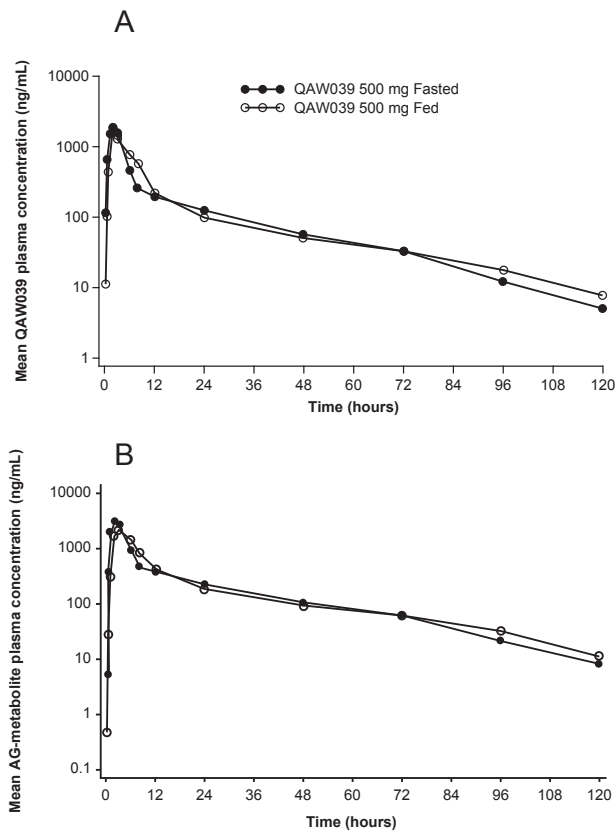 A
Mean QAW039 plasma concentration (ng/mL)
10000
1000
100
10
1
QAW039 500 mg Fasted
QAW039 500 mg Fed
0 12 24 36 48 60 72 84 96 108 120
Time (hours)
B
Mean AG-metabolite plasma concentration (ng/mL)
10000
1000
100
10
1
0.1
0 12 24 36 48 60 72 84 96 108 120
Time (hours)